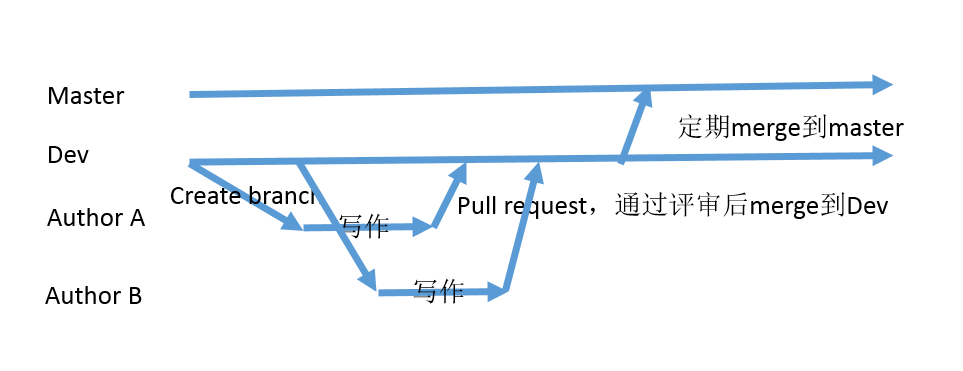 Master
定期merge到master
Dev
Create branc
Pull request，通过评审后merge到Dev
Author A
写作
写作
Author B